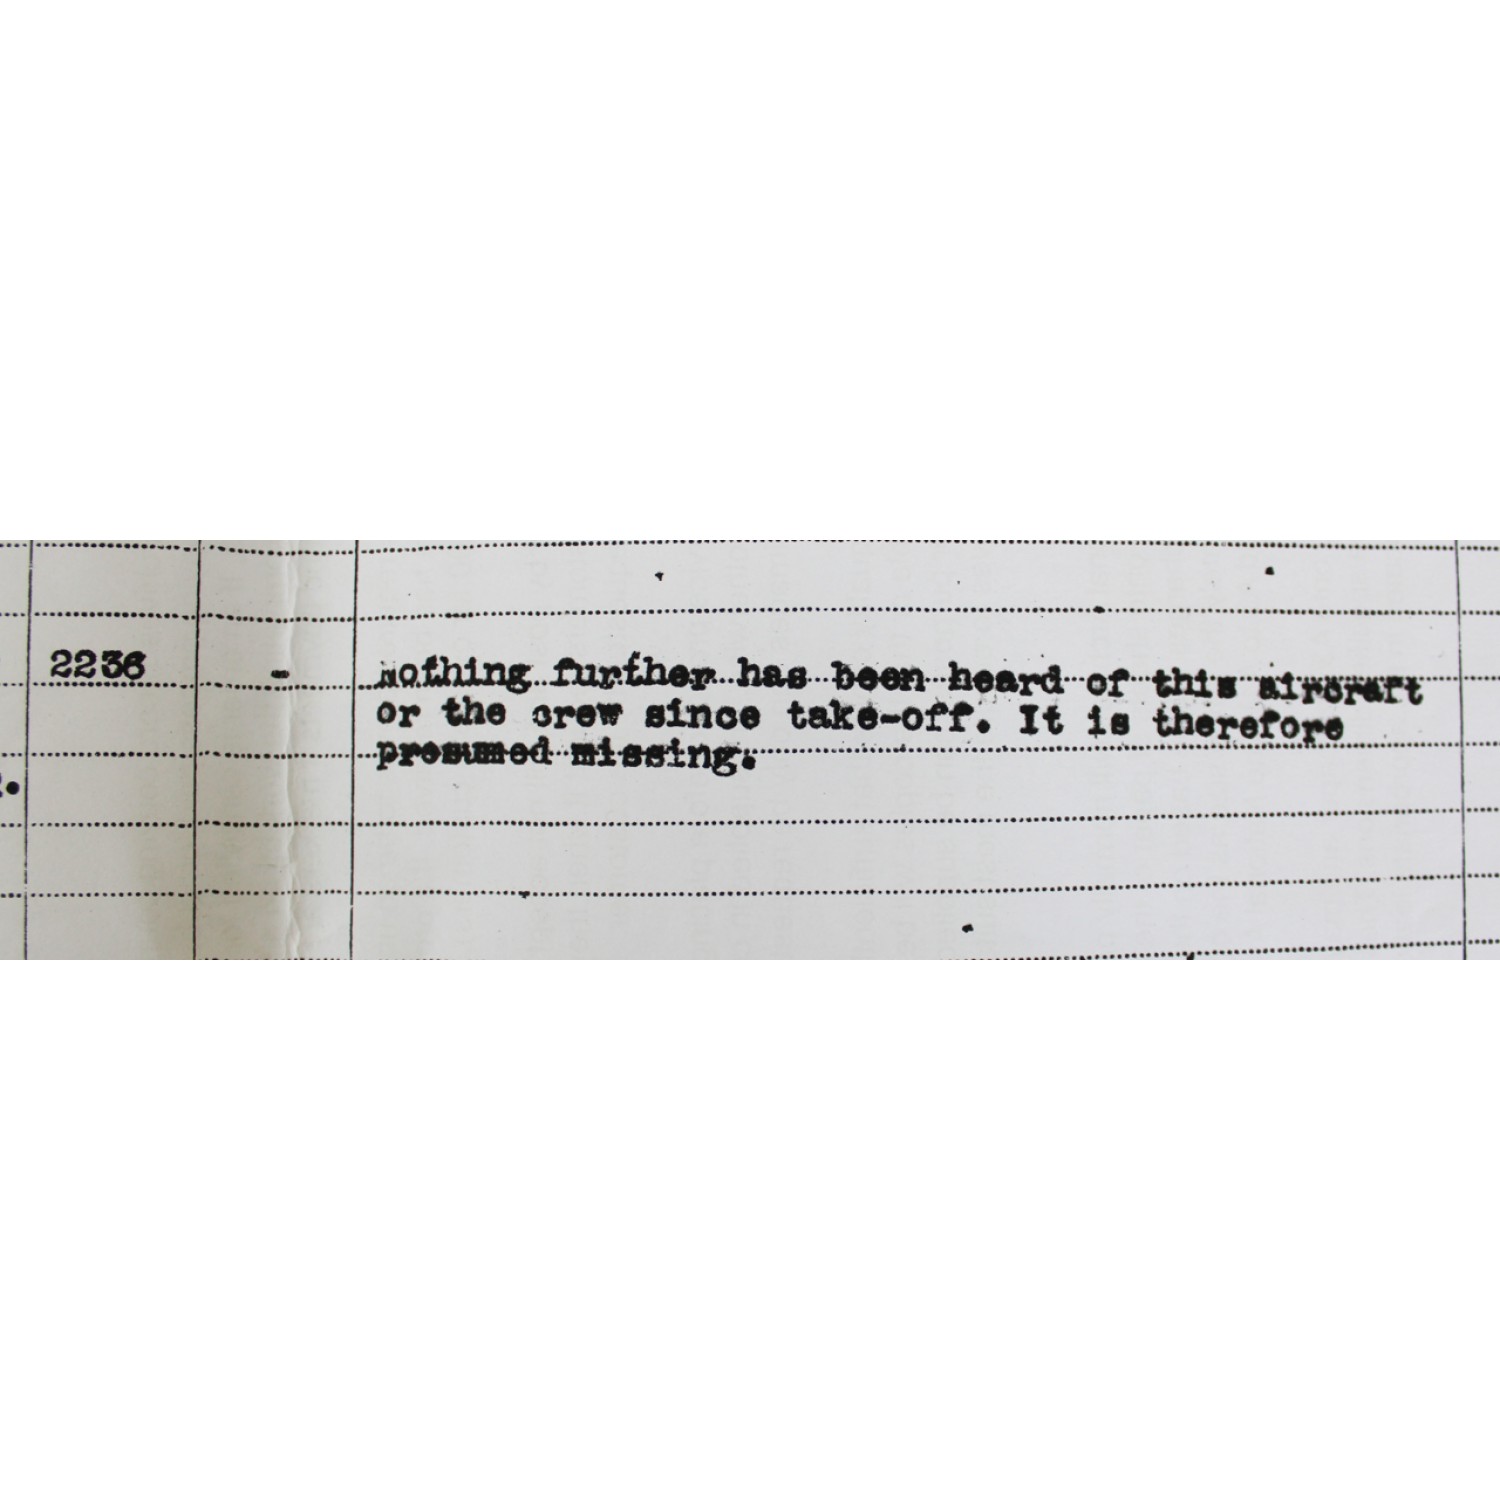 2236 - Nothing further has been heard of this aircraft
or the crew since take-off. It is therefore
presumed missing.